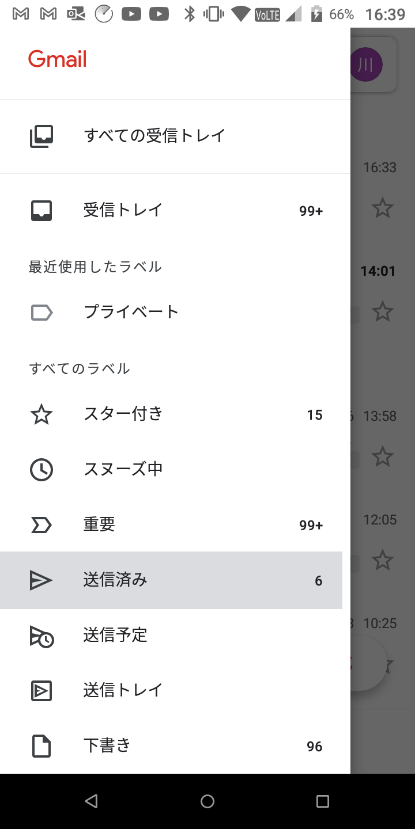 VoLTE 66% 16:39
Gmail
川
すべての受信トレイ
16:33
受信トレイ 99+
最近使用したラベル
14:01
プライベート
すべてのラベル
スター付き 15
13:58
スヌーズ中
重要 99+
12:05
送信済み 6
送信予定
10:25
送信トレイ
下書き 96